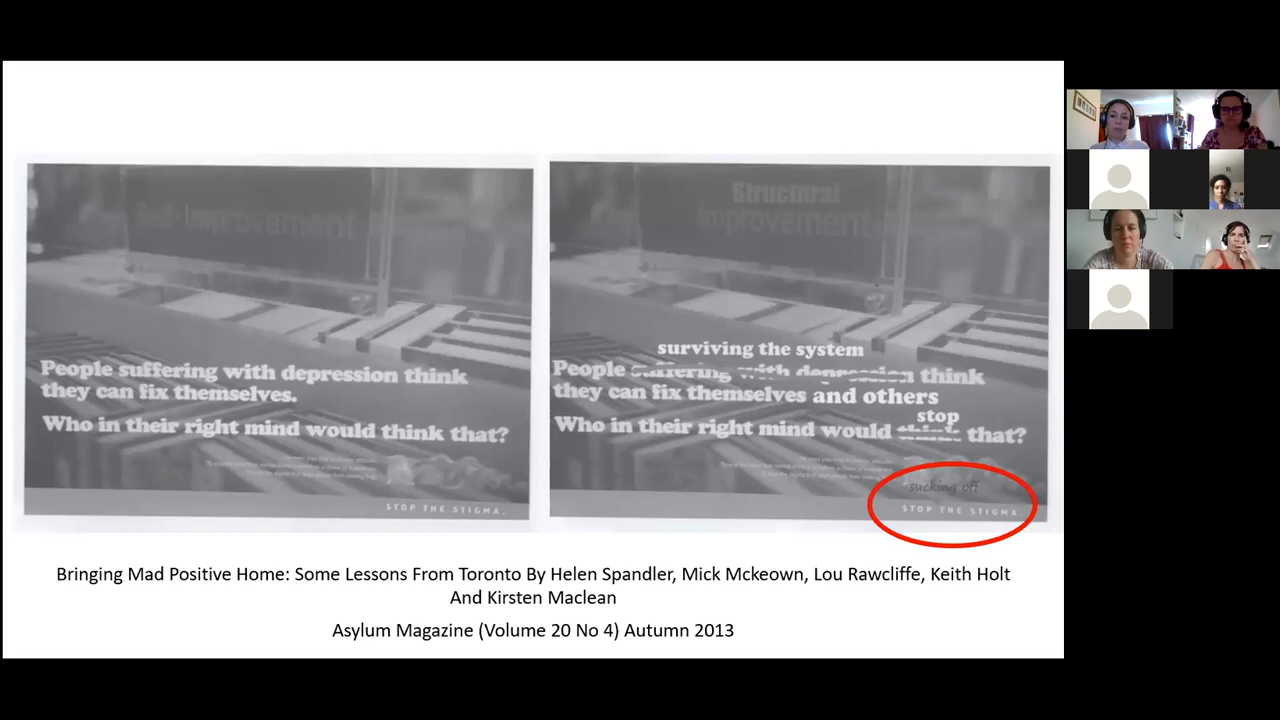 Self-Improvement
People suffering with depression think
they can fix themselves.
Who in their right mind would think that?
STOP THE STIGMA.
Structural
Improvement
surviving the system
People suffering with depression think
they can fix themselves and others
stop
Who in their right mind would think that?
sucking off
STOP THE STIGMA.
Bringing Mad Positive Home: Some Lessons From Toronto By Helen Spandler, Mick Mckeown, Lou Rawcliffe, Keith Holt
And Kirsten Maclean
Asylum Magazine (Volume 20 No 4) Autumn 2013